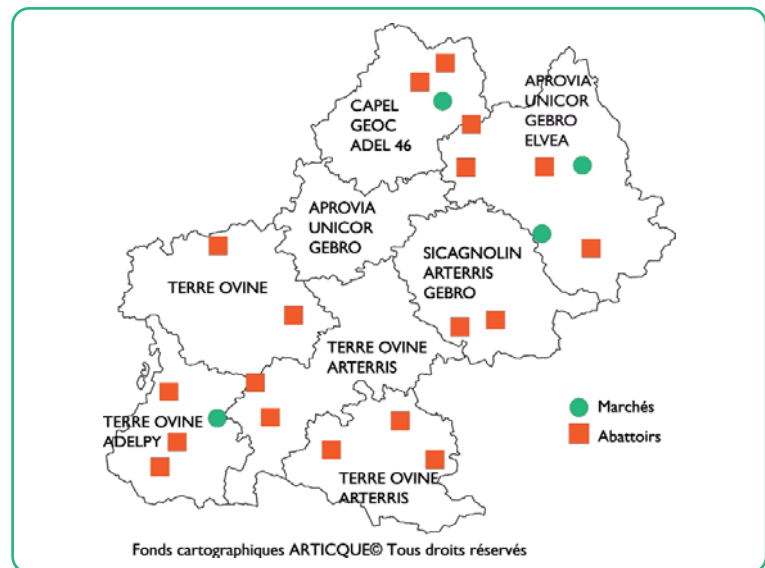 CAPEL
GEOC
ADEL 46
APROVIA
UNICOR
GEBRO
ELVEA
APROVIA
UNICOR
GEBRO
SICAGNOLIN
ARTERRIS
GEBRO
TERRE OVINE
TERRE OVINE
ARTERRIS
TERRE OVINE
ADELPY
TERRE OVINE
ARTERRIS
Marchés
Abattoirs
Fonds cartographiques ARTICQUE© Tous droits réservés